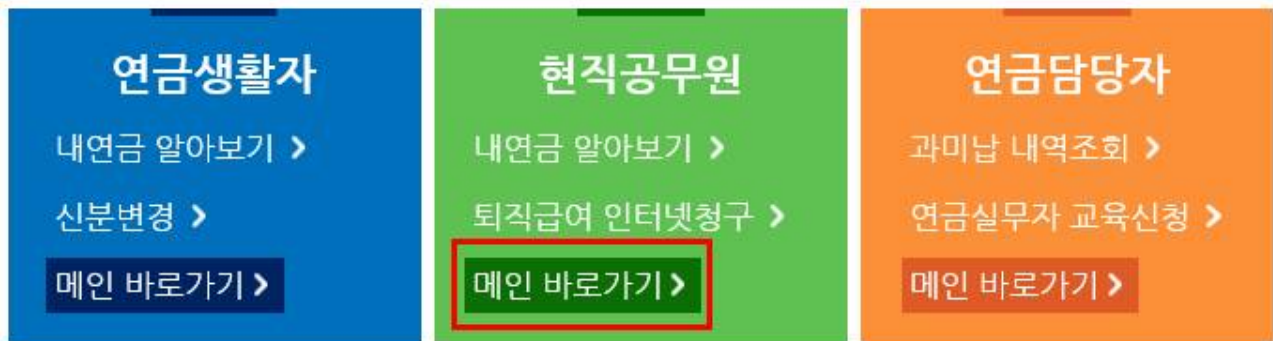 연금생활자
내연금 알아보기 >
신분변경 >
메인 바로가기 >
현직공무원
내연금 알아보기 >
퇴직급여 인터넷청구 >
메인 바로가기 >
연금담당자
과미납 내역조회 >
연금실무자 교육신청 >
메인 바로가기 >